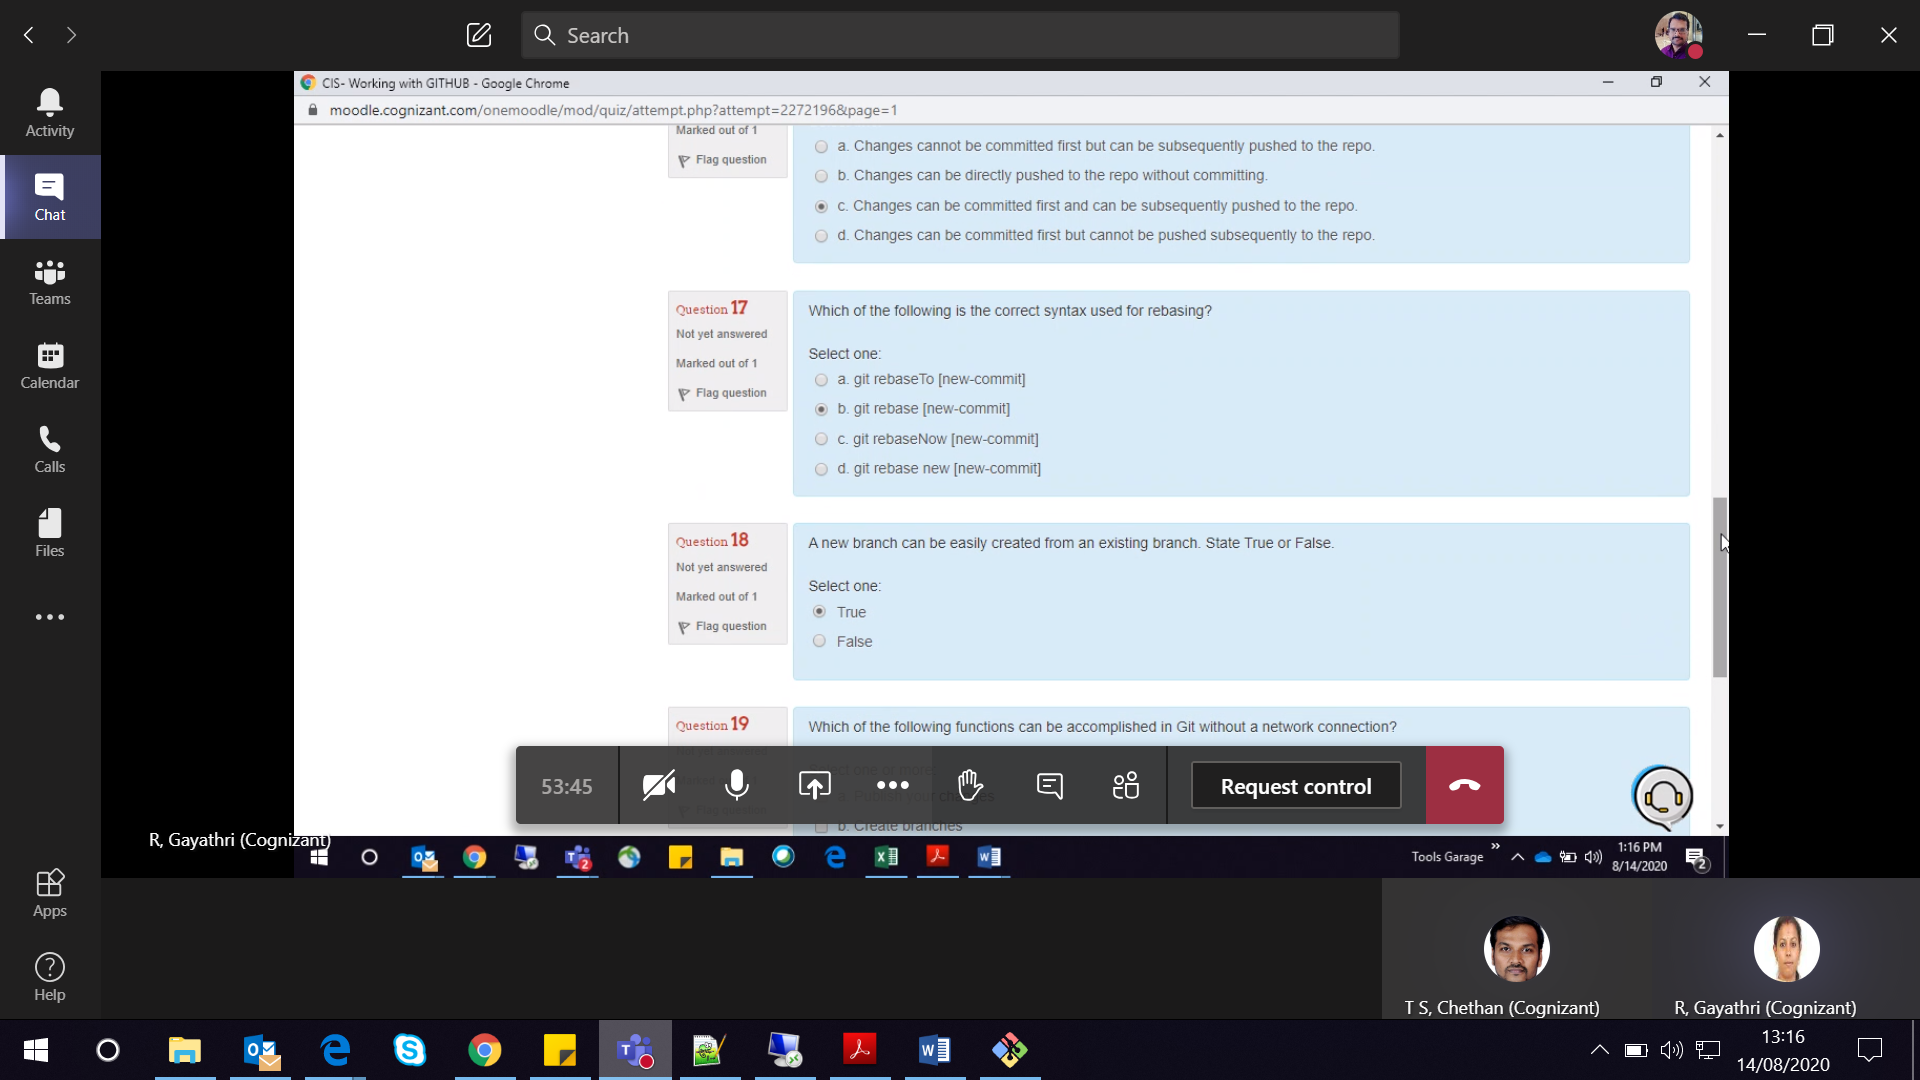 Search
Activity
Chat
Teams
Calendar
Calls
Files
Apps
Help
CIS- Working with GITHUB - Google Chrome
moodle.cognizant.com/onemoodle/mod/quiz/attempt.php?attempt=2272196&page=1
Marked out of 1
Flag question
a. Changes cannot be committed first but can be subsequently pushed to the repo.
b. Changes can be directly pushed to the repo without committing.
c. Changes can be committed first and can be subsequently pushed to the repo.
d. Changes can be committed first but cannot be pushed subsequently to the repo.
Question 17
Not yet answered
Marked out of 1
Flag question
Which of the following is the correct syntax used for rebasing?
Select one:
a. git rebaseTo [new-commit]
b. git rebase [new-commit]
c. git rebaseNow [new-commit]
d. git rebase new [new-commit]
Question 18
Not yet answered
Marked out of 1
Flag question
A new branch can be easily created from an existing branch. State True or False.
Select one:
True
False
Question 19
Which of the following functions can be accomplished in Git without a network connection?
Select one or more:
a. Publish your changes
b. Create branches
53:45
Request control
R, Gayathri (Cognizant)
Tools Garage
1:16 PM
8/14/2020
2
2
T S, Chethan (Cognizant)
R, Gayathri (Cognizant)
13:16
14/08/2020